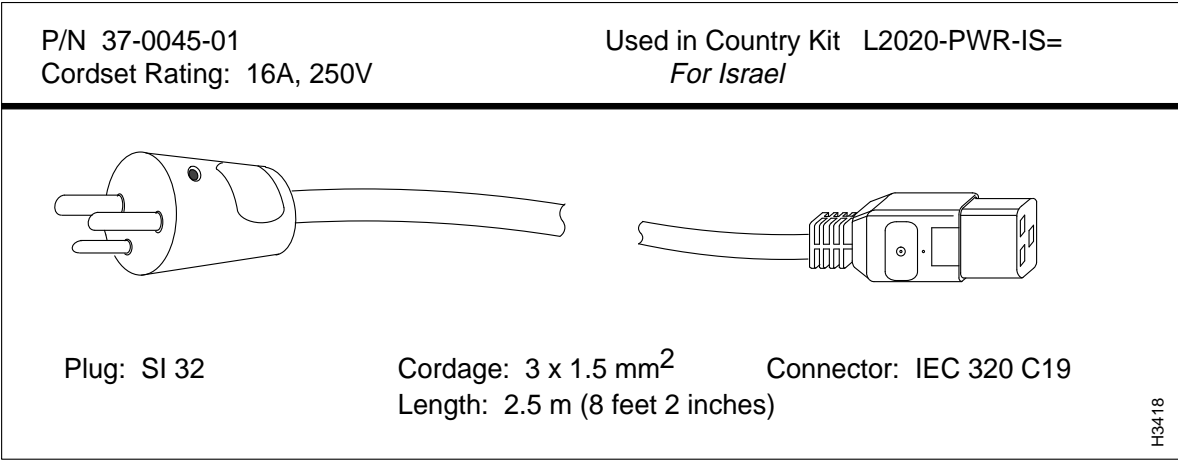 P/N 37-0045-01 Used in Country Kit L2020-PWR-IS=
Cordset Rating: 16A, 250V For Israel
Plug: SI 32 Cordage: 3 x 1.5 mm² Connector: IEC 320 C19
Length: 2.5 m (8 feet 2 inches)
H3418